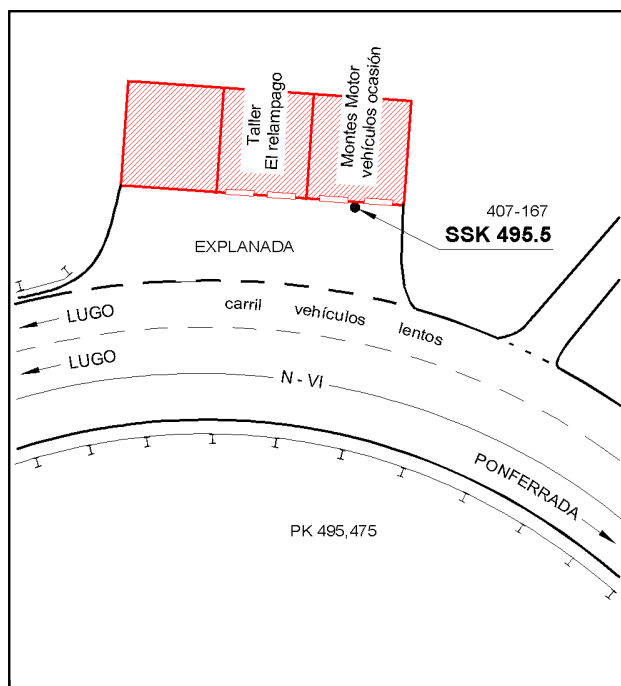 Taller
El relampago
Montes Motor
vehículos ocasión
407-167
SSK 495.5
EXPLANADA
LUGO
carril vehículos lentos
LUGO
N - VI
PONFERRADA
PK 495,475